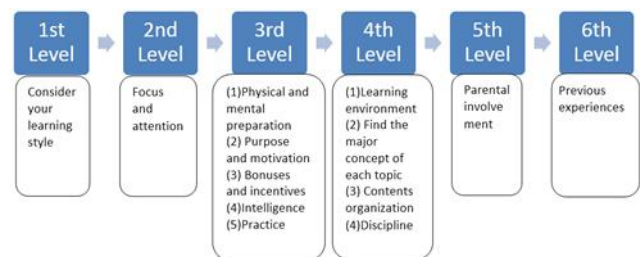 1st
Level
Consider
your
learning
style
2nd
Level
Focus
and
attention
3rd
Level
(1)Physical and
mental
preparation
(2) Purpose
and motivation
(3) Bonuses
and incentives
(4)Intelligence
(5)Practice
4th
Level
(1)Learning
environment
(2) Find the
major
concept of
each topic
(3) Contents
organization
(4)Discipline
5th
Level
Parental
involve
ment
6th
Level
Previous
experiences